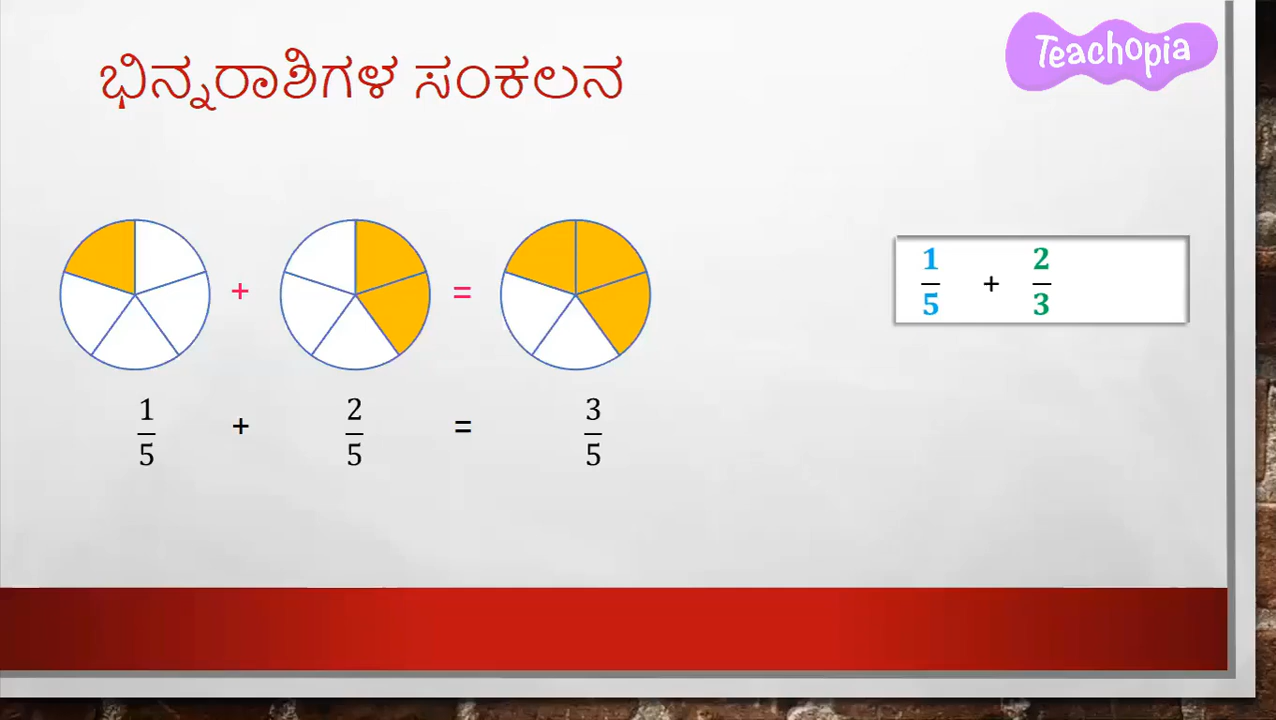 ಭಿನ್ನರಾಶಿಗಳ ಸಂಕಲನ
Teachopia
+ =
1/5 + 2/3
1/5 + 2/5 = 3/5